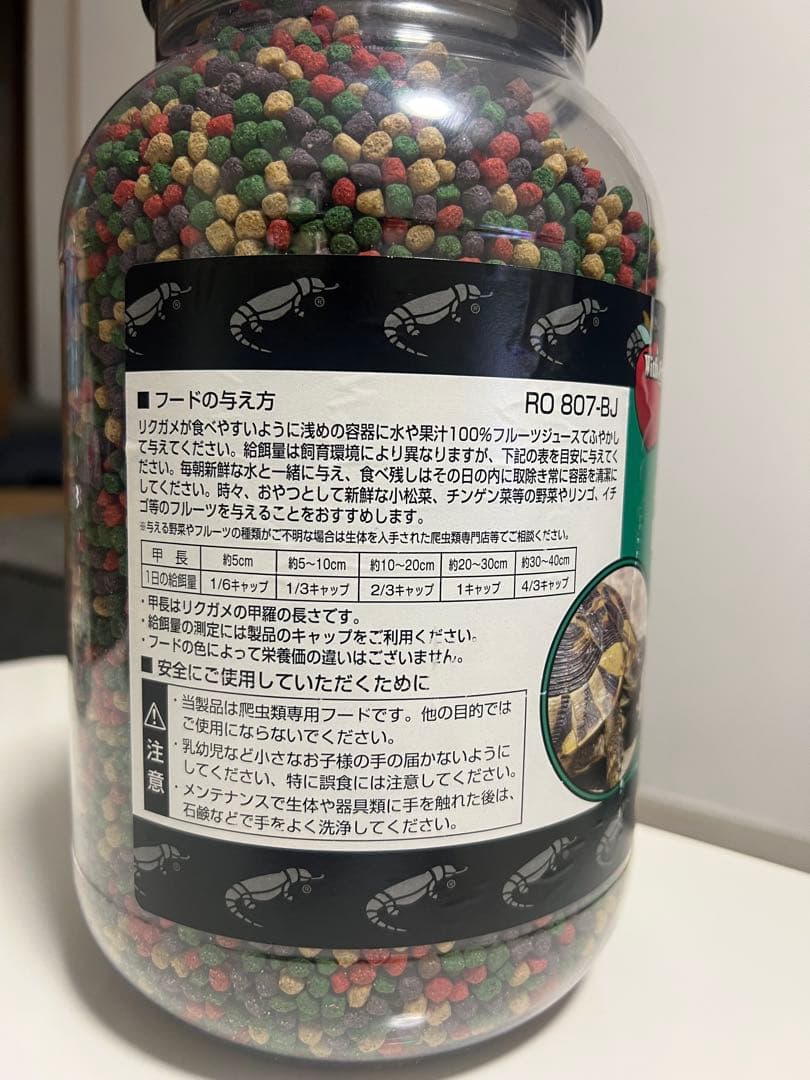 ■ フードの与え方
RO 807-BJ
リクガメが食べやすいように浅めの容器に水や果汁100%フルーツジュースでふやかし
て与えてください。給餌量は飼育環境により異なりますが、下記の表を目安に与えてく
ださい。毎朝新鮮な水と一緒に与え、食べ残しはその日の内に取除き常に容器を清潔に
してください。時々、おやつとして新鮮な小松菜、チンゲン菜等の野菜やリンゴ、イチ
ゴ等のフルーツを与えることをおすすめします。
※与える野菜やフルーツの種類がご不明な場合は生体を入手された爬虫類専門店等でご相談ください。
甲 長 約5cm 約5~10cm 約10~20cm 約20~30cm 約30~40cm
1日の給餌量 1/6キャップ 1/3キャップ 2/3キャップ 1キャップ 4/3キャップ
・甲長はリクガメの甲羅の長さです。
・給餌量の測定には製品のキャップをご利用ください。
・フードの色によって栄養価の違いはございません。
■ 安全にご使用していただくために
注意
・当製品は爬虫類専用フードです。他の目的では
ご使用にならないでください。
・乳幼児など小さなお子様の手の届かないように
してください、特に誤食には注意してください。
・メンテナンスで生体や器具類に手を触れた後は、
石鹸などで手をよく洗浄してください。